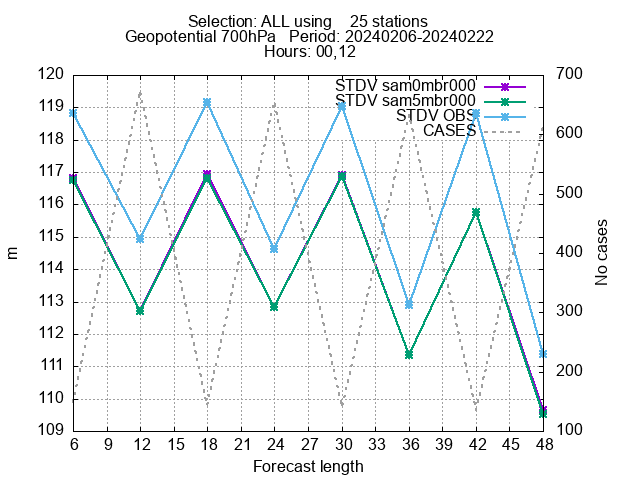 Selection: ALL using    25 stations
Geopotential 700hPa   Period: 20240206-20240222
Hours: 00,12
STDV sam0mbr000
STDV sam5mbr000
STDV OBS
CASES
120
119
118
117
116
115
114
113
112
111
110
109
m
700
600
500
400
300
200
100
No cases
6 9 12 15 18 21 24 27 30 33 36 39 42 45 48
Forecast length